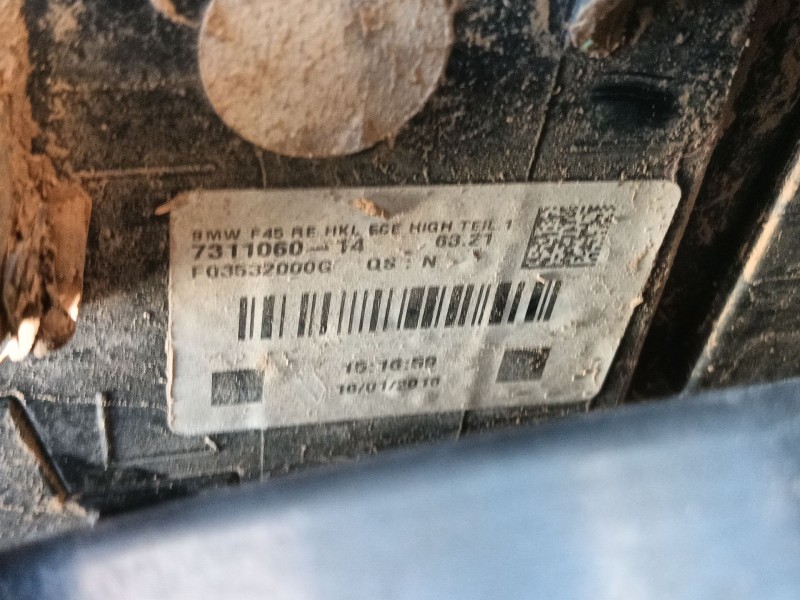 BMW F45 RE HKL ECE HIGH TEIL 1
7311060-14 63.21
F03532000G QS: N
15:16:59